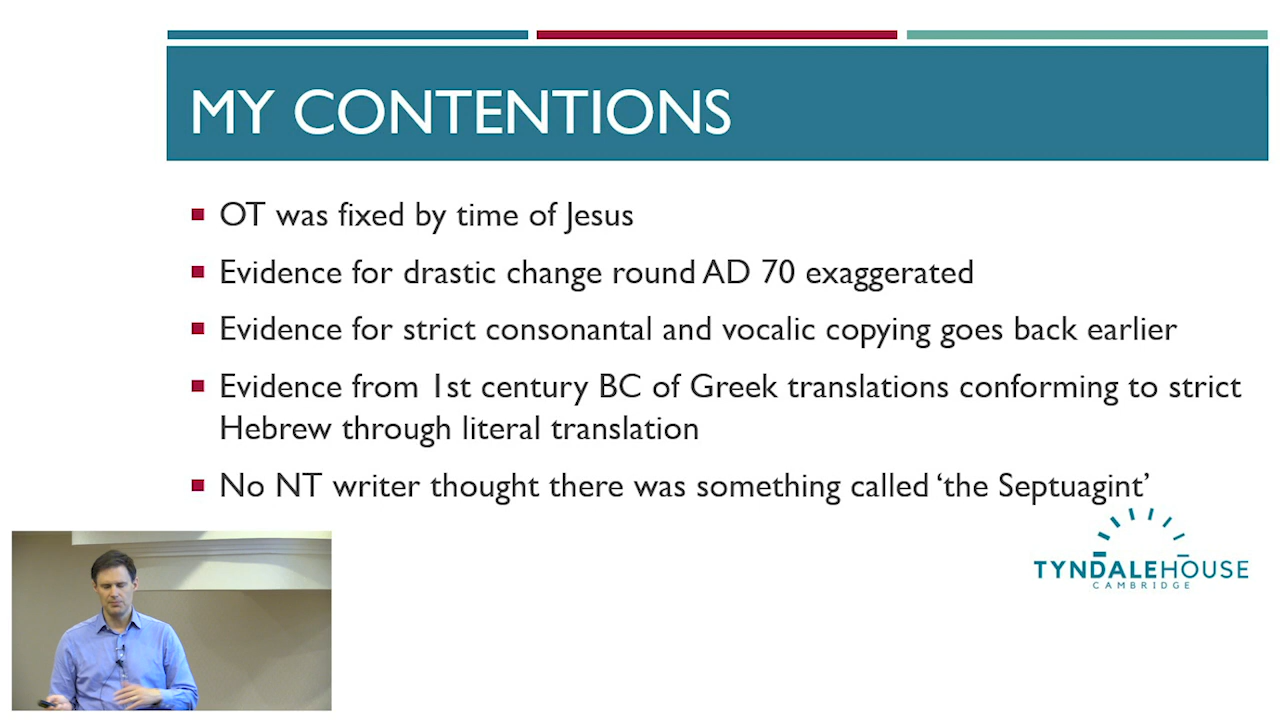 MY CONTENTIONS
OT was fixed by time of Jesus
Evidence for drastic change round AD 70 exaggerated
Evidence for strict consonantal and vocalic copying goes back earlier
Evidence from 1st century BC of Greek translations conforming to strict
Hebrew through literal translation
No NT writer thought there was something called ‘the Septuagint’
TYNDALEHOUSE
CAMBRIDGE